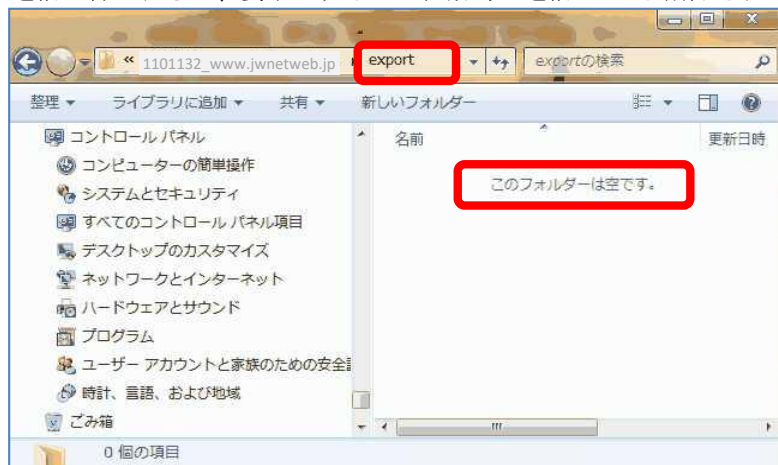 « 1101132_www.jwnetweb.jp export exportの検索
整理 ライブラリに追加 共有 新しいフォルダー
名前 更新日時
このフォルダーは空です。
コントロール パネル
コンピューターの簡単操作
システムとセキュリティ
すべてのコントロール パネル項目
デスクトップのカスタマイズ
ネットワークとインターネット
ハードウェアとサウンド
プログラム
ユーザー アカウントと家族のための安全
時計、言語、および地域
ごみ箱
0 個の項目